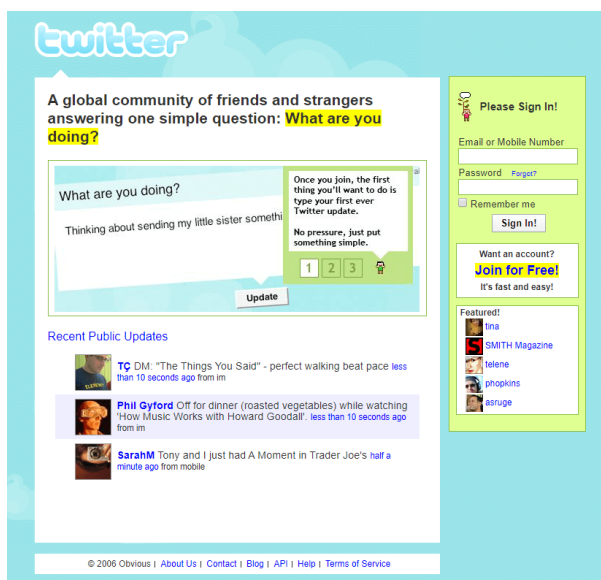 twitter
A global community of friends and strangers
answering one simple question: What are you
doing?
What are you doing?
Thinking about sending my little sister somethi
Once you join, the first
thing you'll want to do is
type your first ever
Twitter update.
No pressure, just put
something simple.
1 2 3
Update
Recent Public Updates
TÇ DM: "The Things You Said" - perfect walking beat pace less
than 10 seconds ago from im
Phil Gyford Off for dinner (roasted vegetables) while watching
'How Music Works with Howard Goodall'. less than 10 seconds ago
from im
SarahM Tony and I just had A Moment in Trader Joe's half a
minute ago from mobile
Please Sign In!
Email or Mobile Number
Password Forgot?
Remember me
Sign In!
Want an account?
Join for Free!
It's fast and easy!
Featured!
tina
SMITH Magazine
telene
phopkins
asruge
© 2006 Obvious | About Us | Contact | Blog | API | Help | Terms of Service